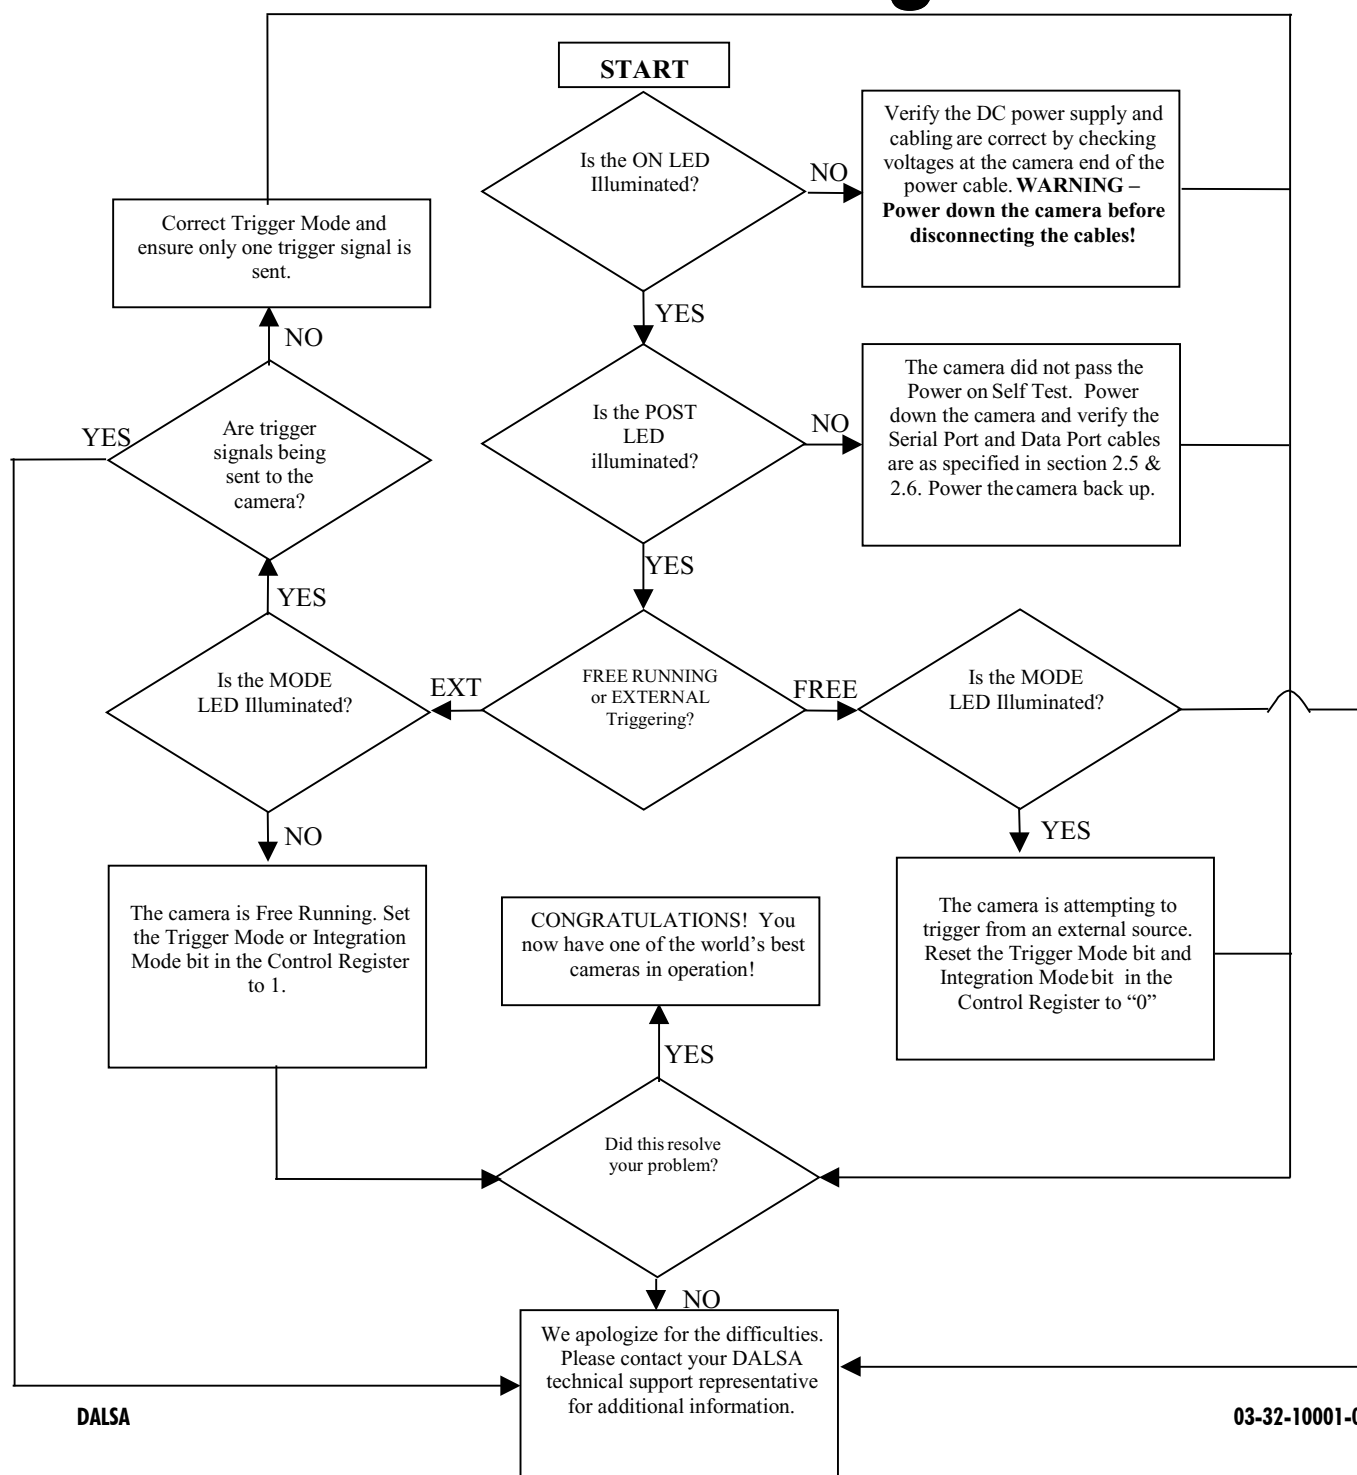 START
Is the ON LED
Illuminated?
NO
Verify the DC power supply and
cabling are correct by checking
voltages at the camera end of the
power cable. WARNING –
Power down the camera before
disconnecting the cables!
Correct Trigger Mode and
ensure only one trigger signal is
sent.
YES
NO
Is the POST
LED
illuminated?
NO
The camera did not pass the
Power on Self Test. Power
down the camera and verify the
Serial Port and Data Port cables
are as specified in section 2.5 &
2.6. Power the camera back up.
YES
Are trigger
signals being
sent to the
camera?
YES
YES
Is the MODE
LED Illuminated?
EXT
FREE RUNNING
or EXTERNAL
Triggering?
FREE
Is the MODE
LED Illuminated?
NO
YES
The camera is Free Running. Set
the Trigger Mode or Integration
Mode bit in the Control Register
to 1.
CONGRATULATIONS! You
now have one of the world’s best
cameras in operation!
The camera is attempting to
trigger from an external source.
Reset the Trigger Mode bit and
Integration Mode bit in the
Control Register to “0”
YES
Did this resolve
your problem?
NO
We apologize for the difficulties.
Please contact your DALSA
technical support representative
for additional information.
DALSA
03-32-10001-0